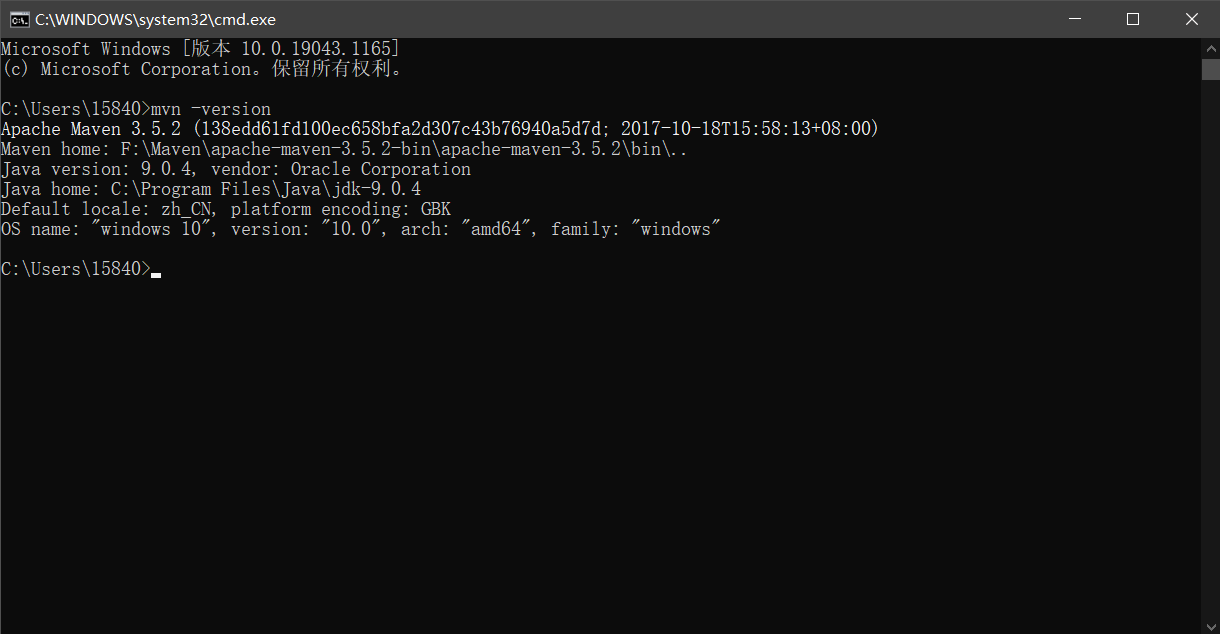 C:\WINDOWS\system32\cmd.exe
Microsoft Windows [版本 10.0.19043.1165]
(c) Microsoft Corporation。保留所有权利。
C:\Users\15840>mvn -version
Apache Maven 3.5.2 (138edd61fd100ec658bfa2d307c43b76940a5d7d; 2017-10-18T15:58:13+08:00)
Maven home: F:\Maven\apache-maven-3.5.2-bin\apache-maven-3.5.2\bin\..
Java version: 9.0.4, vendor: Oracle Corporation
Java home: C:\Program Files\Java\jdk-9.0.4
Default locale: zh_CN, platform encoding: GBK
OS name: "windows 10", version: "10.0", arch: "amd64", family: "windows"
C:\Users\15840>